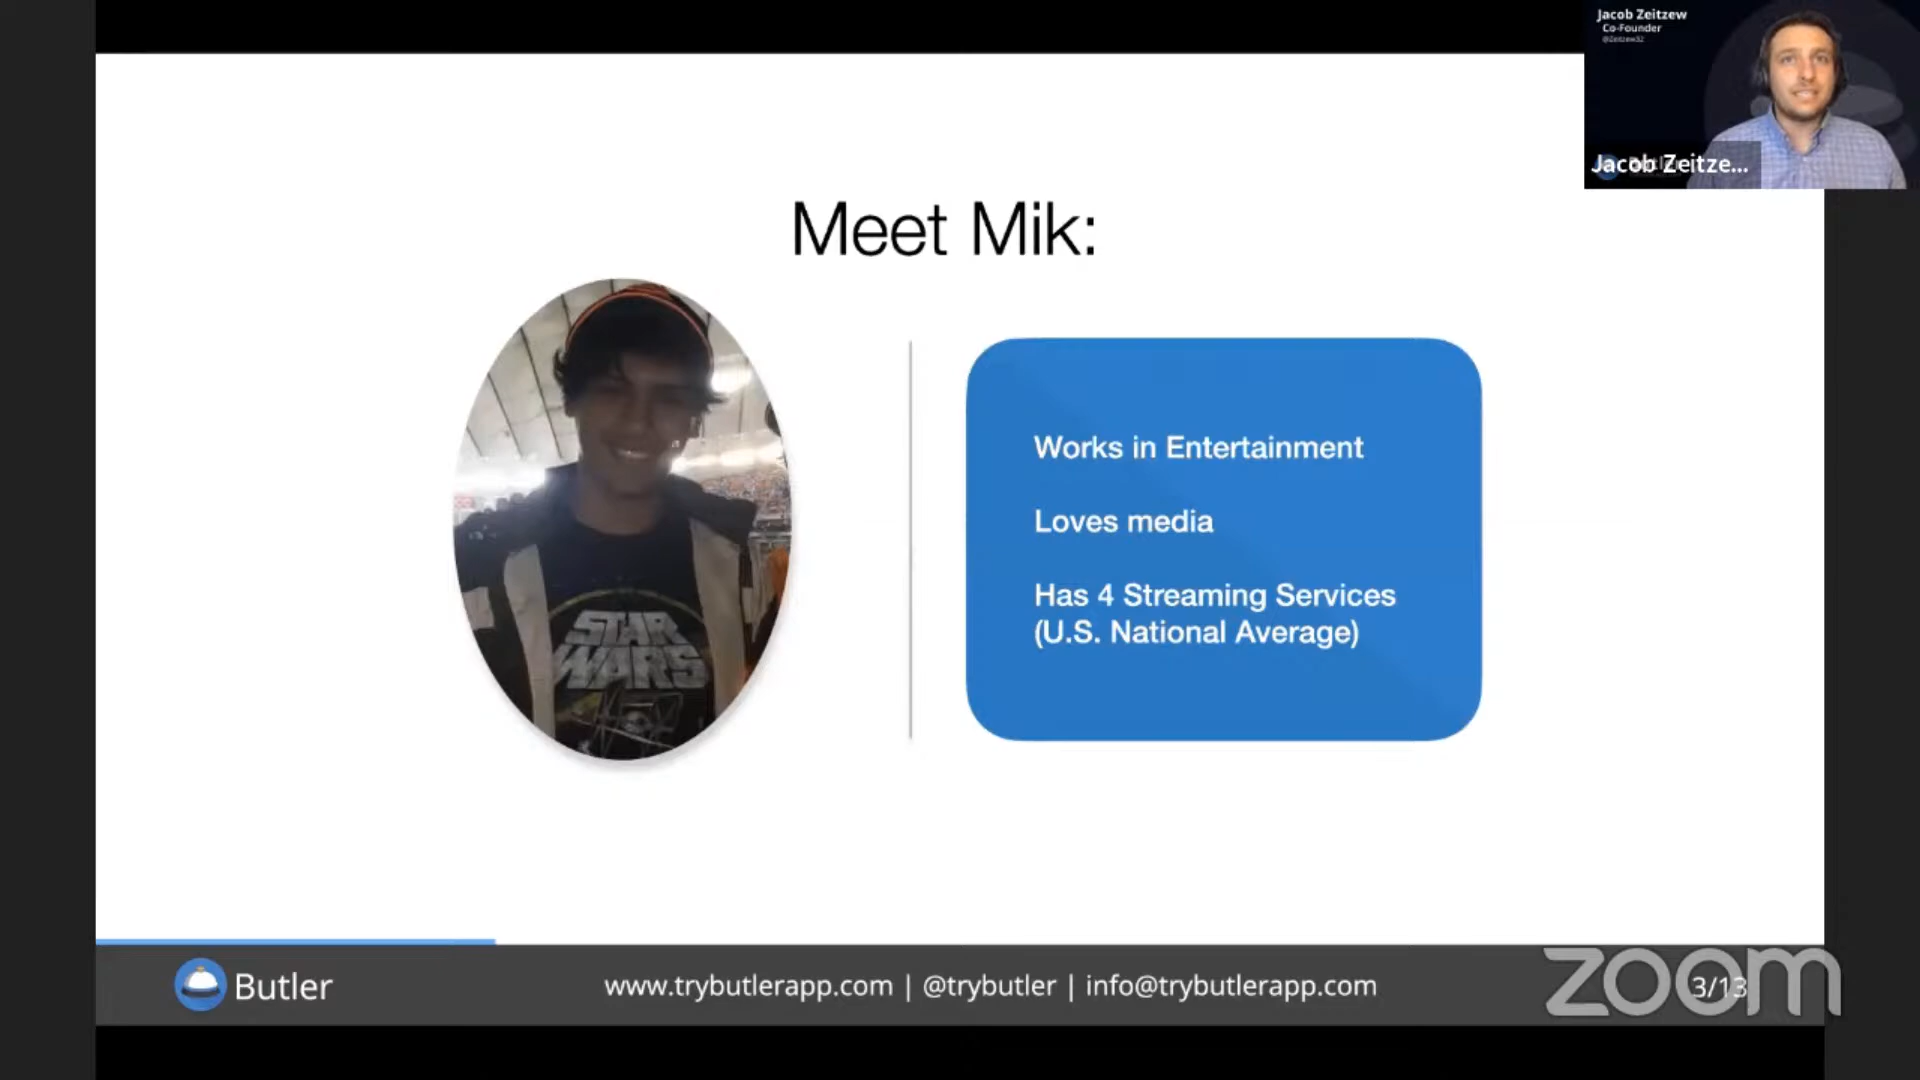 Jacob Zeitzew
Co-Founder
@Zeitzew32
Jacob Zeitze...
Meet Mik:
STAR
WARS
Works in Entertainment
Loves media
Has 4 Streaming Services
(U.S. National Average)
Butler
www.trybutlerapp.com | @trybutler | info@trybutlerapp.com
3/13
zoom